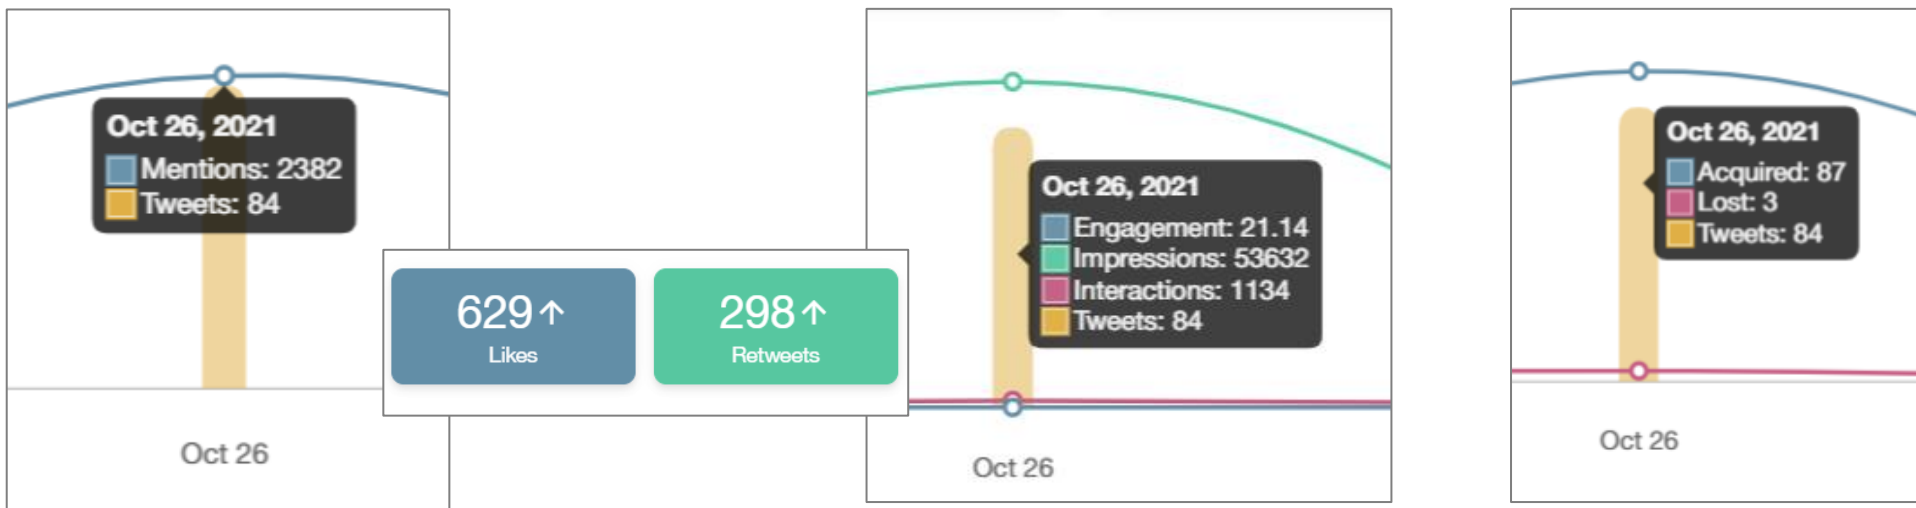 Oct 26, 2021
Mentions: 2382
Tweets: 84
Oct 26
629↑
Likes
298↑
Retweets
Oct 26, 2021
Engagement: 21.14
Impressions: 53632
Interactions: 1134
Tweets: 84
Oct 26
Oct 26, 2021
Acquired: 87
Lost: 3
Tweets: 84
Oct 26